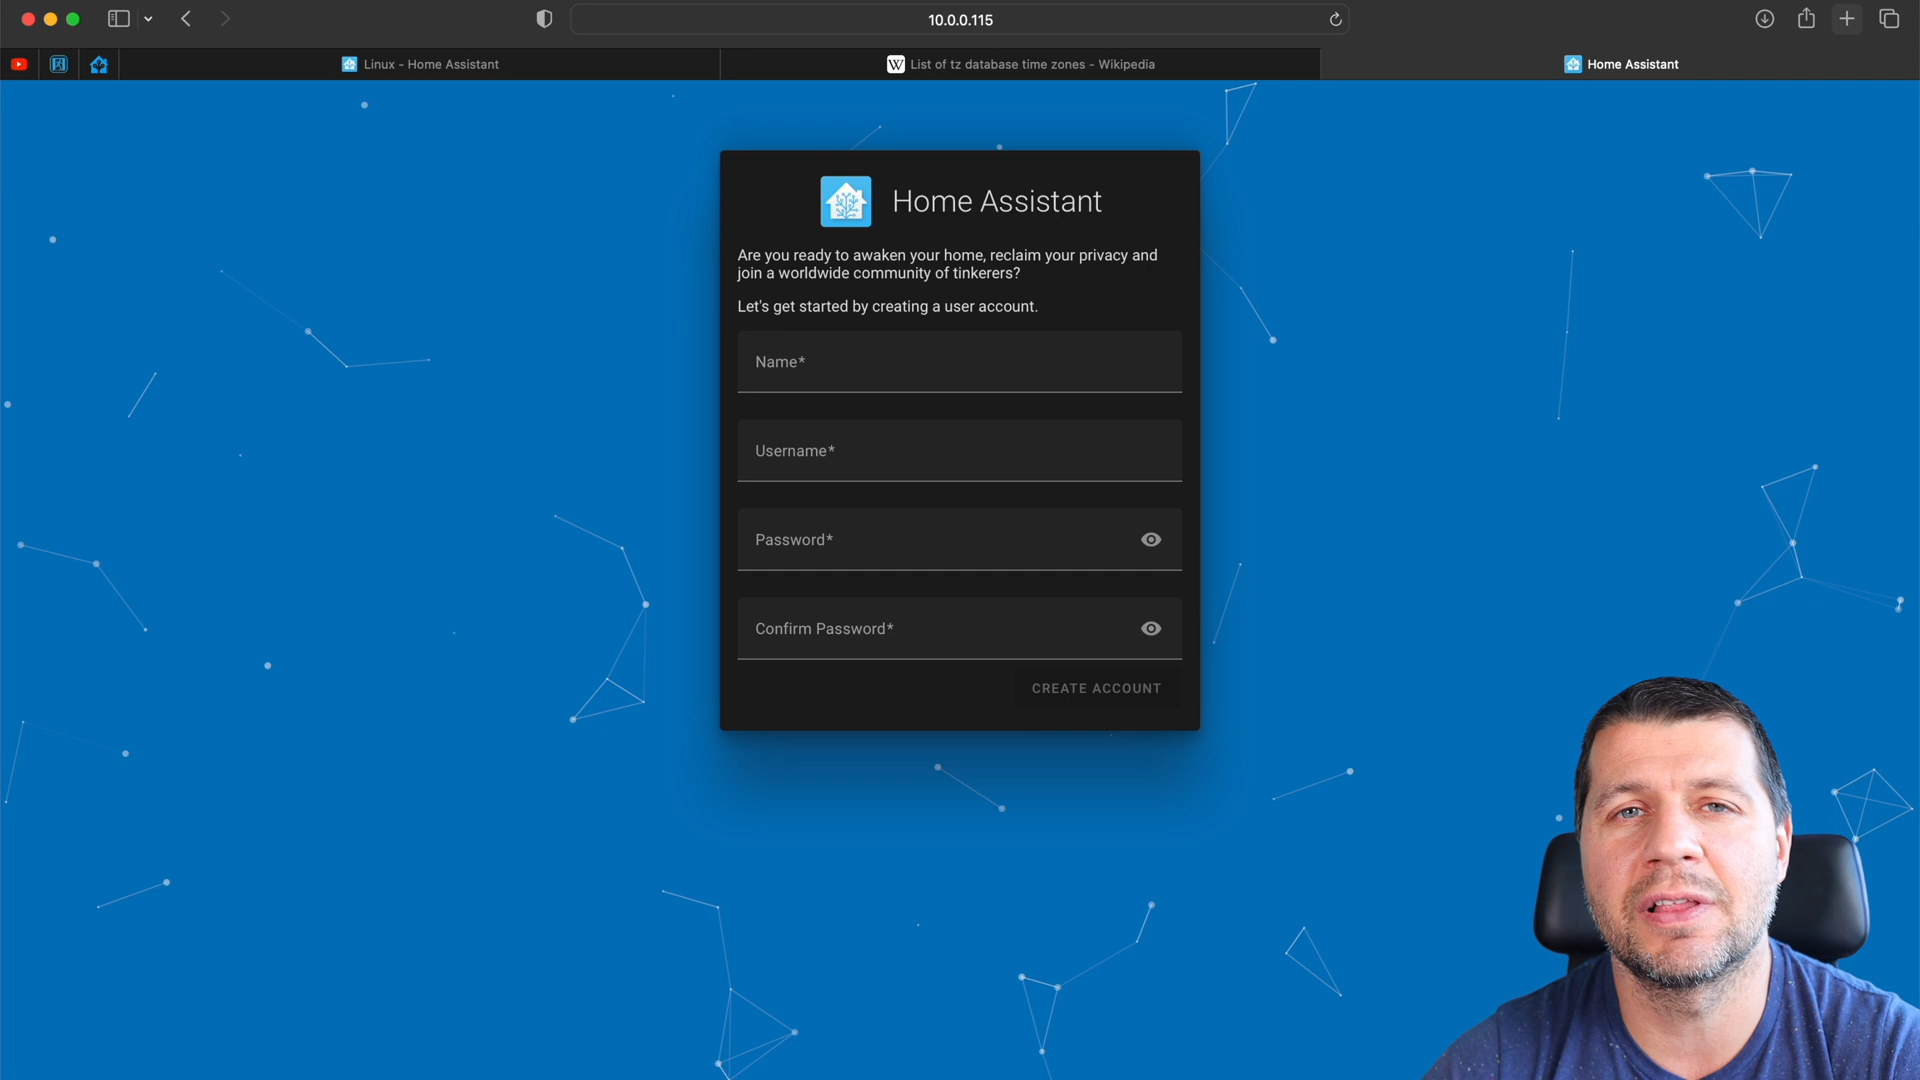 10.0.0.115
Linux - Home Assistant
W List of tz database time zones - Wikipedia
Home Assistant
Home Assistant
Are you ready to awaken your home, reclaim your privacy and
join a worldwide community of tinkerers?
Let's get started by creating a user account.
Name*
Username*
Password*
Confirm Password*
CREATE ACCOUNT